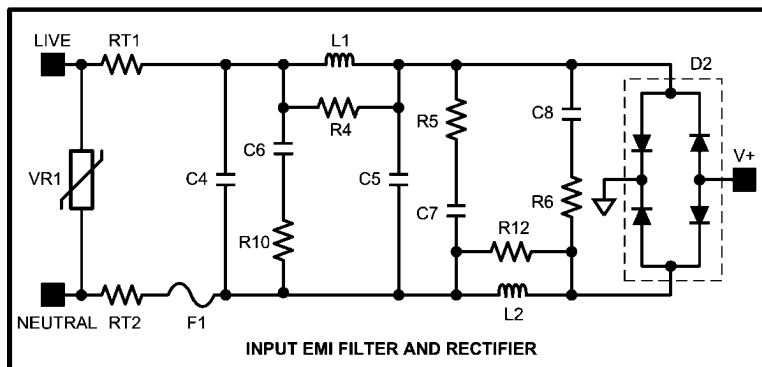 LIVE
RT1
L1
D2
R4
R5
C8
C6
V+
VR1
C4
C5
C7
R6
R10
R12
NEUTRAL
RT2
F1
L2
INPUT EMI FILTER AND RECTIFIER